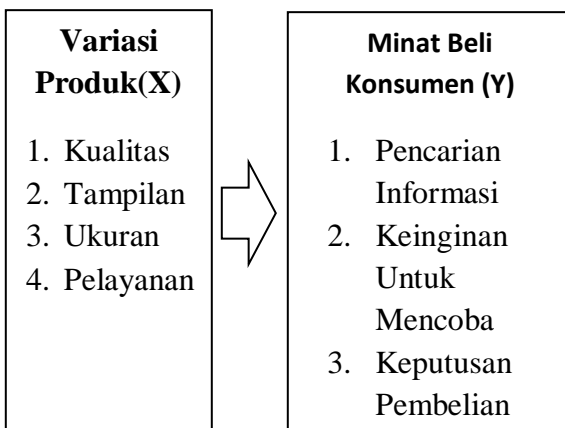 Variasi
Produk(X)
1. Kualitas
2. Tampilan
3. Ukuran
4. Pelayanan
Minat Beli
Konsumen (Y)
1. Pencarian
Informasi
2. Keinginan
Untuk
Mencoba
3. Keputusan
Pembelian